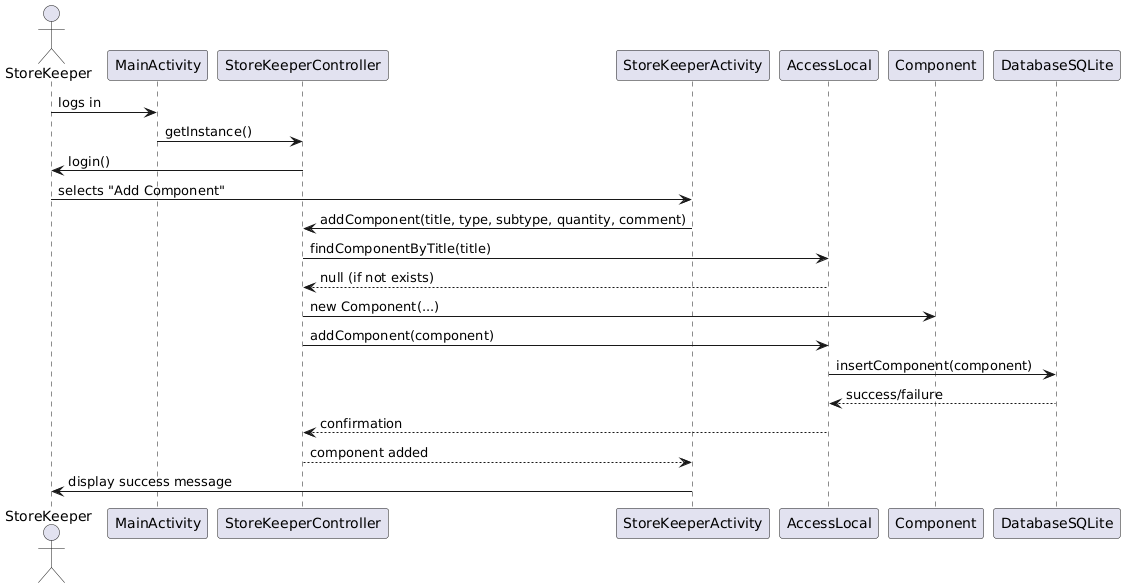 StoreKeeper
MainActivity
StoreKeeperController
StoreKeeperActivity
AccessLocal
Component
DatabaseSQLite
logs in
getInstance()
login()
selects "Add Component"
addComponent(title, type, subtype, quantity, comment)
findComponentByTitle(title)
null (if not exists)
new Component(...)
addComponent(component)
insertComponent(component)
success/failure
confirmation
component added
display success message
StoreKeeper
MainActivity
StoreKeeperController
StoreKeeperActivity
AccessLocal
Component
DatabaseSQLite